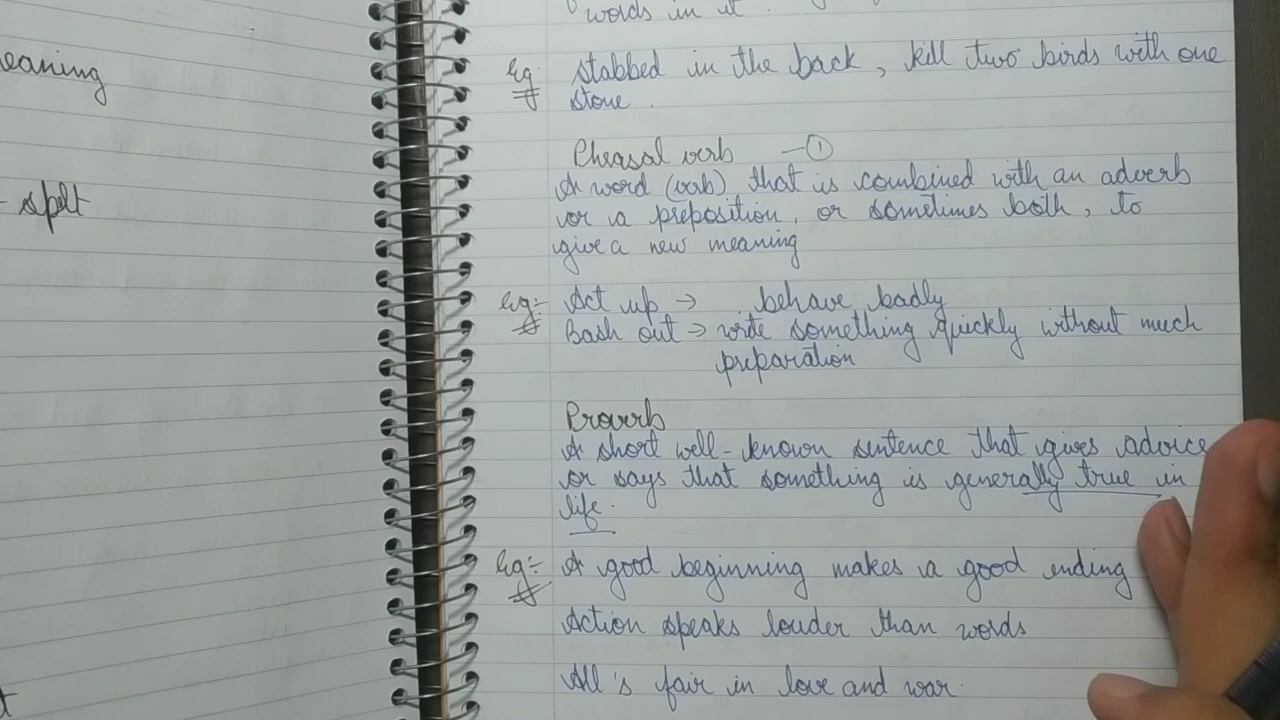 eaning
- spelt
words in it.
Eg. stabbed in the back, kill two birds with one
stone.
Phrasal verb -①
A word (verb) that is combined with an adverb
or a preposition, or sometimes both, to
give a new meaning
Eg:- Act up → behave badly
Bash out → write something quickly without much
preparation
Proverb
A short well-known sentence that gives advice
or says that something is generally true in
life.
Eg:- A good beginning makes a good ending
Action speaks louder than words
All's fair in love and war.